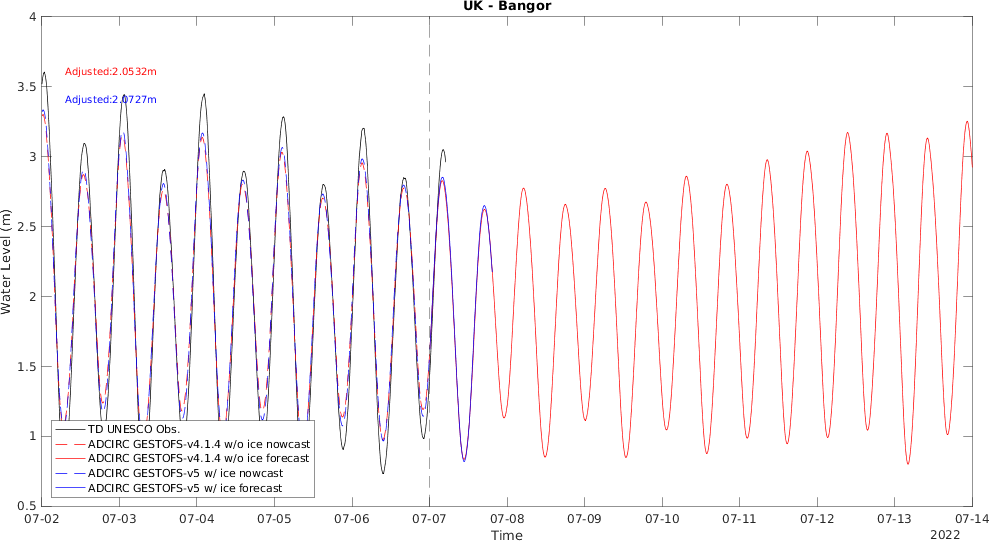 UK - Bangor
4
3.5
3
2.5
2
1.5
1
0.5
Water Level (m)
Adjusted:2.0532m
Adjusted:2.0727m
TD UNESCO Obs.
ADCIRC GESTOFS-v4.1.4 w/o ice nowcast
ADCIRC GESTOFS-v4.1.4 w/o ice forecast
ADCIRC GESTOFS-v5 w/ ice nowcast
ADCIRC GESTOFS-v5 w/ ice forecast
07-02 07-03 07-04 07-05 07-06 07-07 07-08 07-09 07-10 07-11 07-12 07-13 07-14
Time
2022